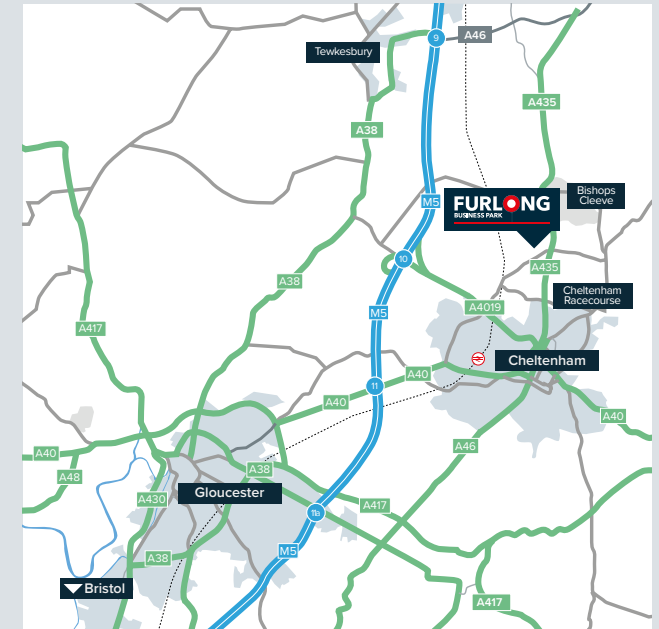 9
A46
Tewkesbury
A435
A38
Bishops
Cleeve
M5
FURLONG
BUSINESS PARK
10
A435
A38
Cheltenham
Racecourse
A4019
M5
A417
Cheltenham
A40
11
A40
A40
A46
A40
A38
A48
Gloucester
A430
A417
11a
M5
A38
Bristol
A417